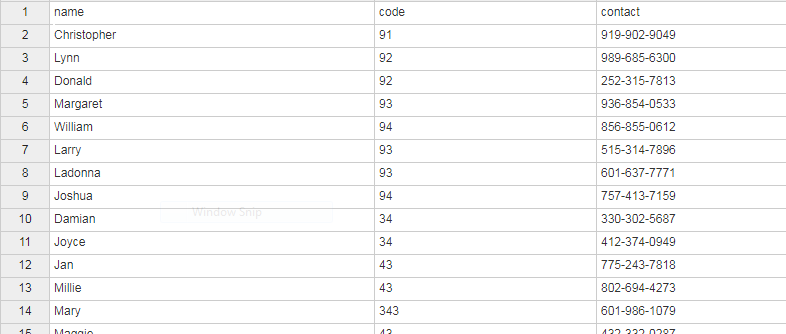 1 name code contact
2 Christopher 91 919-902-9049
3 Lynn 92 989-685-6300
4 Donald 92 252-315-7813
5 Margaret 93 936-854-0533
6 William 94 856-855-0612
7 Larry 93 515-314-7896
8 Ladonna 93 601-637-7771
9 Joshua 94 757-413-7159
Window Snip
10 Damian 34 330-302-5687
11 Joyce 34 412-374-0949
12 Jan 43 775-243-7818
13 Millie 43 802-694-4273
14 Mary 343 601-986-1079
15 Maggie 43 432-332-0287